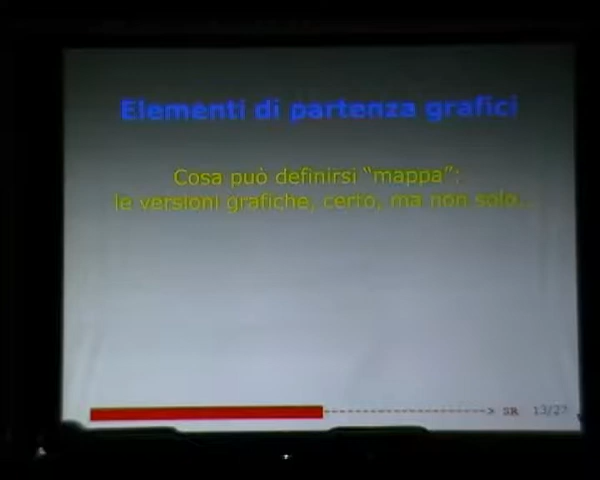 Elementi di partenza grafici
Cosa può definirsi “mappa”:
le versioni grafiche, certo, ma non solo...
SR 13/27